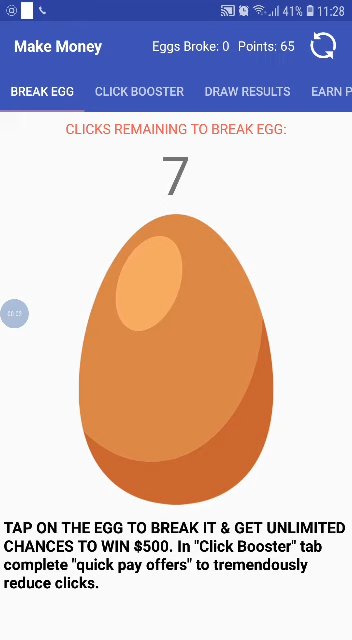 41% 11:28
Make Money Eggs Broke: 0 Points: 65
BREAK EGG CLICK BOOSTER DRAW RESULTS EARN P
CLICKS REMAINING TO BREAK EGG:
7
TAP ON THE EGG TO BREAK IT & GET UNLIMITED
CHANCES TO WIN $500. In "Click Booster" tab
complete "quick pay offers" to tremendously
reduce clicks.